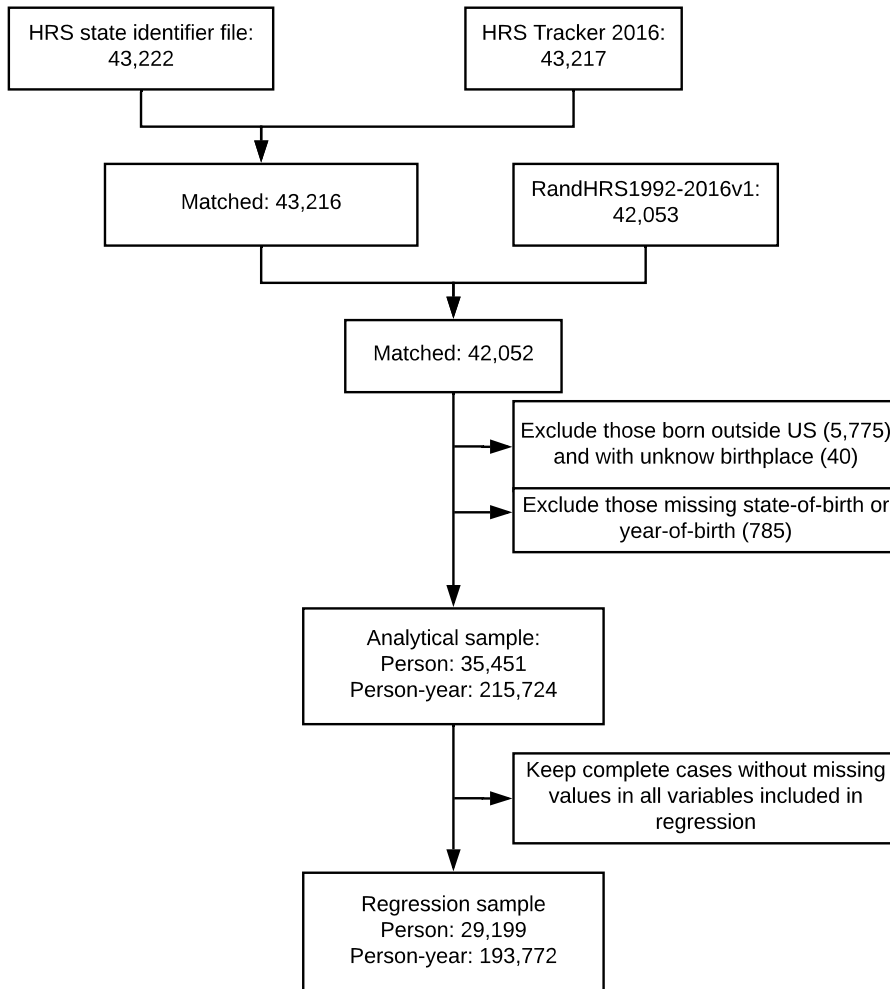 HRS state identifier file:
43,222
HRS Tracker 2016:
43,217
Matched: 43,216
RandHRS1992-2016v1:
42,053
Matched: 42,052
Exclude those born outside US (5,775)
and with unknow birthplace (40)
Exclude those missing state-of-birth or
year-of-birth (785)
Analytical sample:
Person: 35,451
Person-year: 215,724
Keep complete cases without missing
values in all variables included in
regression
Regression sample
Person: 29,199
Person-year: 193,772